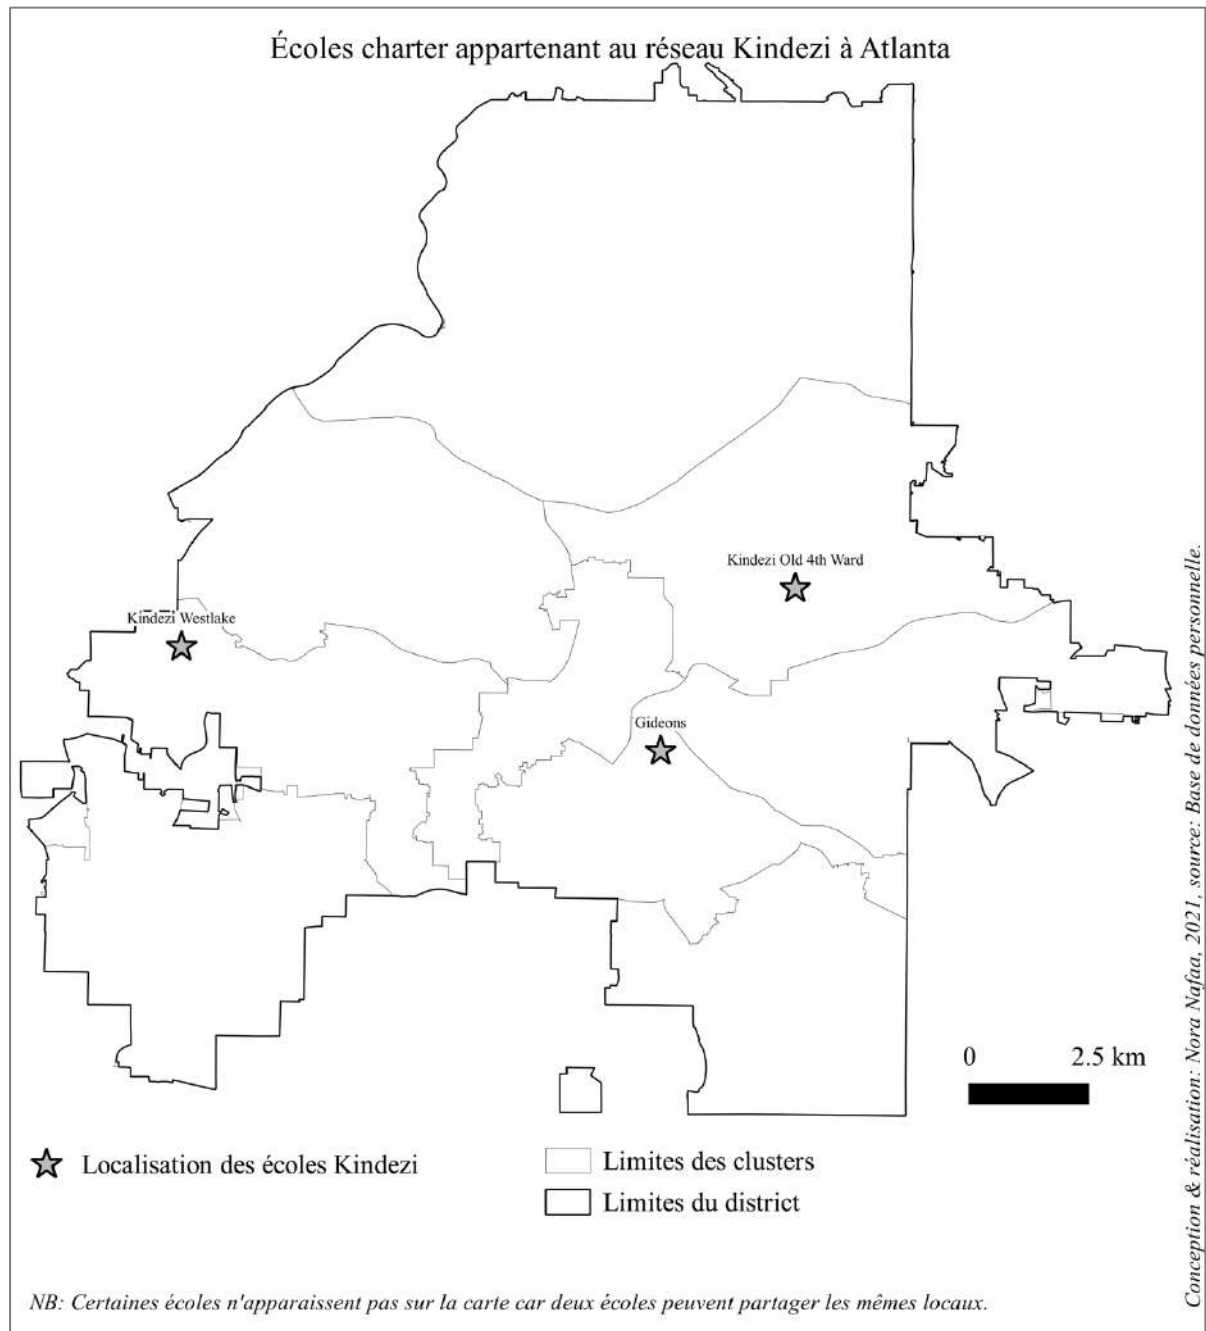 Écoles charter appartenant au réseau Kindezi à Atlanta
Kindezi Old 4th Ward
Kindezi Westlake
Gideons
0 2.5 km
Localisation des écoles Kindezi
Limites des clusters
Limites du district
NB: Certaines écoles n'apparaissent pas sur la carte car deux écoles peuvent partager les mêmes locaux.
Conception & réalisation: Nora Nafaa, 2021, source: Base de données personnelle.